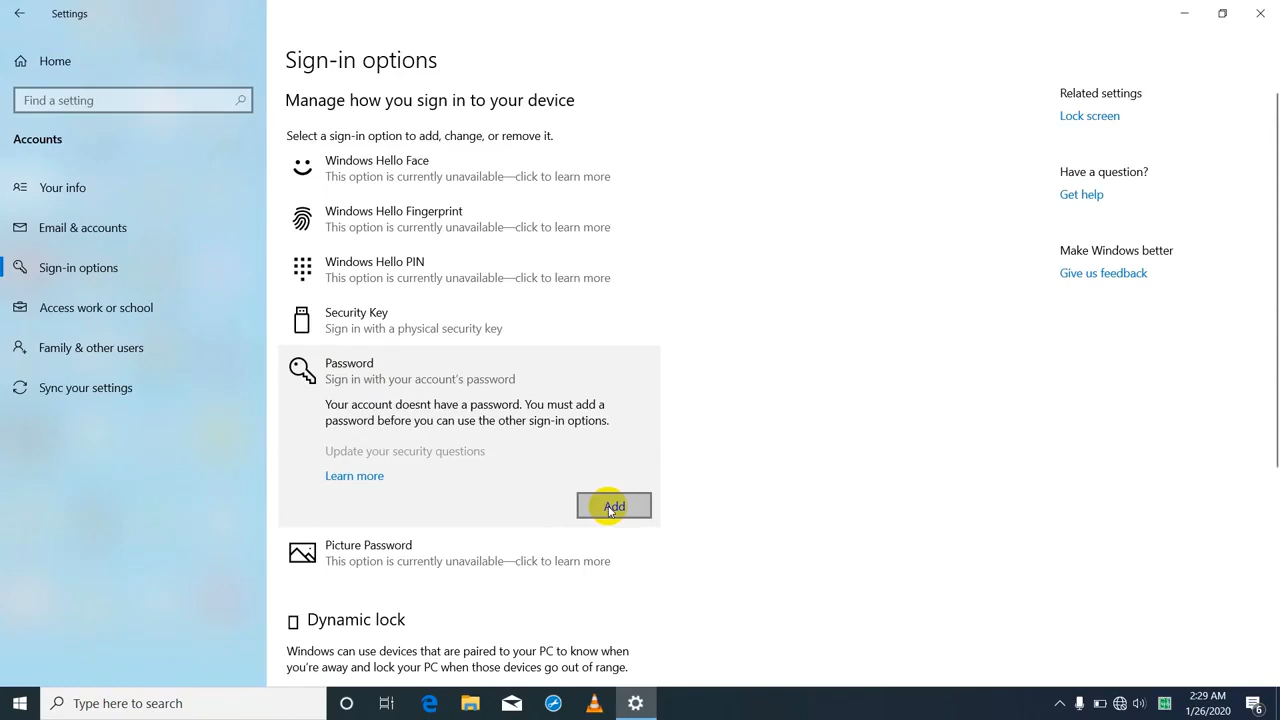 Settings
Home
Find a setting
Accounts
Your info
Email & accounts
Sign-in options
Access work or school
Family & other users
Sync your settings
Sign-in options
Manage how you sign in to your device
Select a sign-in option to add, change, or remove it.
Windows Hello Face
This option is currently unavailable—click to learn more
Windows Hello Fingerprint
This option is currently unavailable—click to learn more
Windows Hello PIN
This option is currently unavailable—click to learn more
Security Key
Sign in with a physical security key
Password
Sign in with your account's password
Your account doesnt have a password. You must add a
password before you can use the other sign-in options.
Update your security questions
Learn more
Add
Picture Password
This option is currently unavailable—click to learn more
Dynamic lock
Windows can use devices that are paired to your PC to know when
you're away and lock your PC when those devices go out of range.
Related settings
Lock screen
Have a question?
Get help
Make Windows better
Give us feedback
Type here to search
2:29 AM
1/26/2020
6